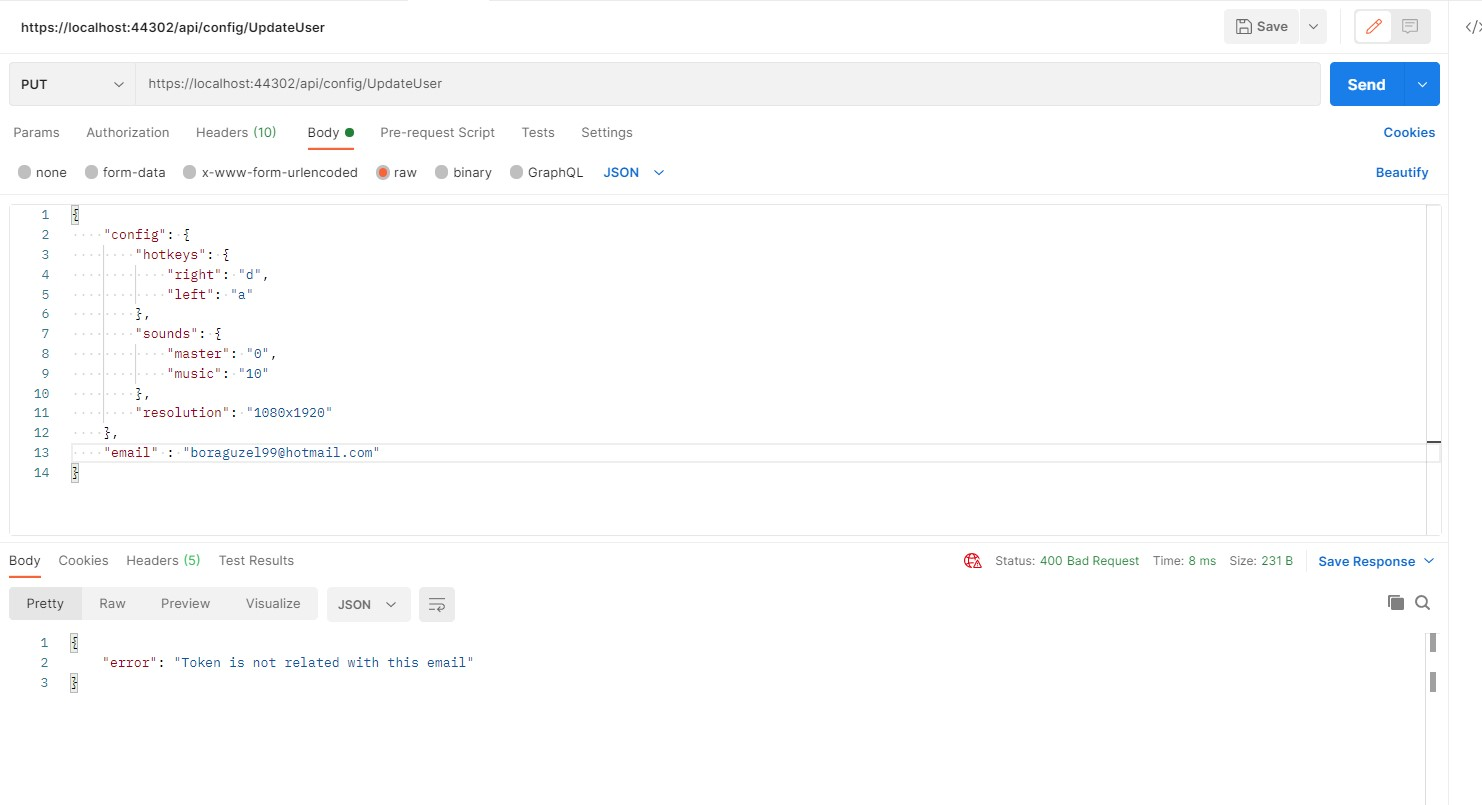 https://localhost:44302/api/config/UpdateUser
Save
PUT
https://localhost:44302/api/config/UpdateUser
Send
Params Authorization Headers (10) Body Pre-request Script Tests Settings Cookies
none form-data x-www-form-urlencoded raw binary GraphQL JSON Beautify
1 {
2 "config": {
3 "hotkeys": {
4 "right": "d",
5 "left": "a"
6 },
7 "sounds": {
8 "master": "0",
9 "music": "10"
10 },
11 "resolution": "1080x1920"
12 },
13 "email" : "boraguzel99@hotmail.com"
14 }
Body Cookies Headers (5) Test Results Status: 400 Bad Request Time: 8 ms Size: 231 B Save Response
Pretty Raw Preview Visualize JSON
1 {
2 "error": "Token is not related with this email"
3 }